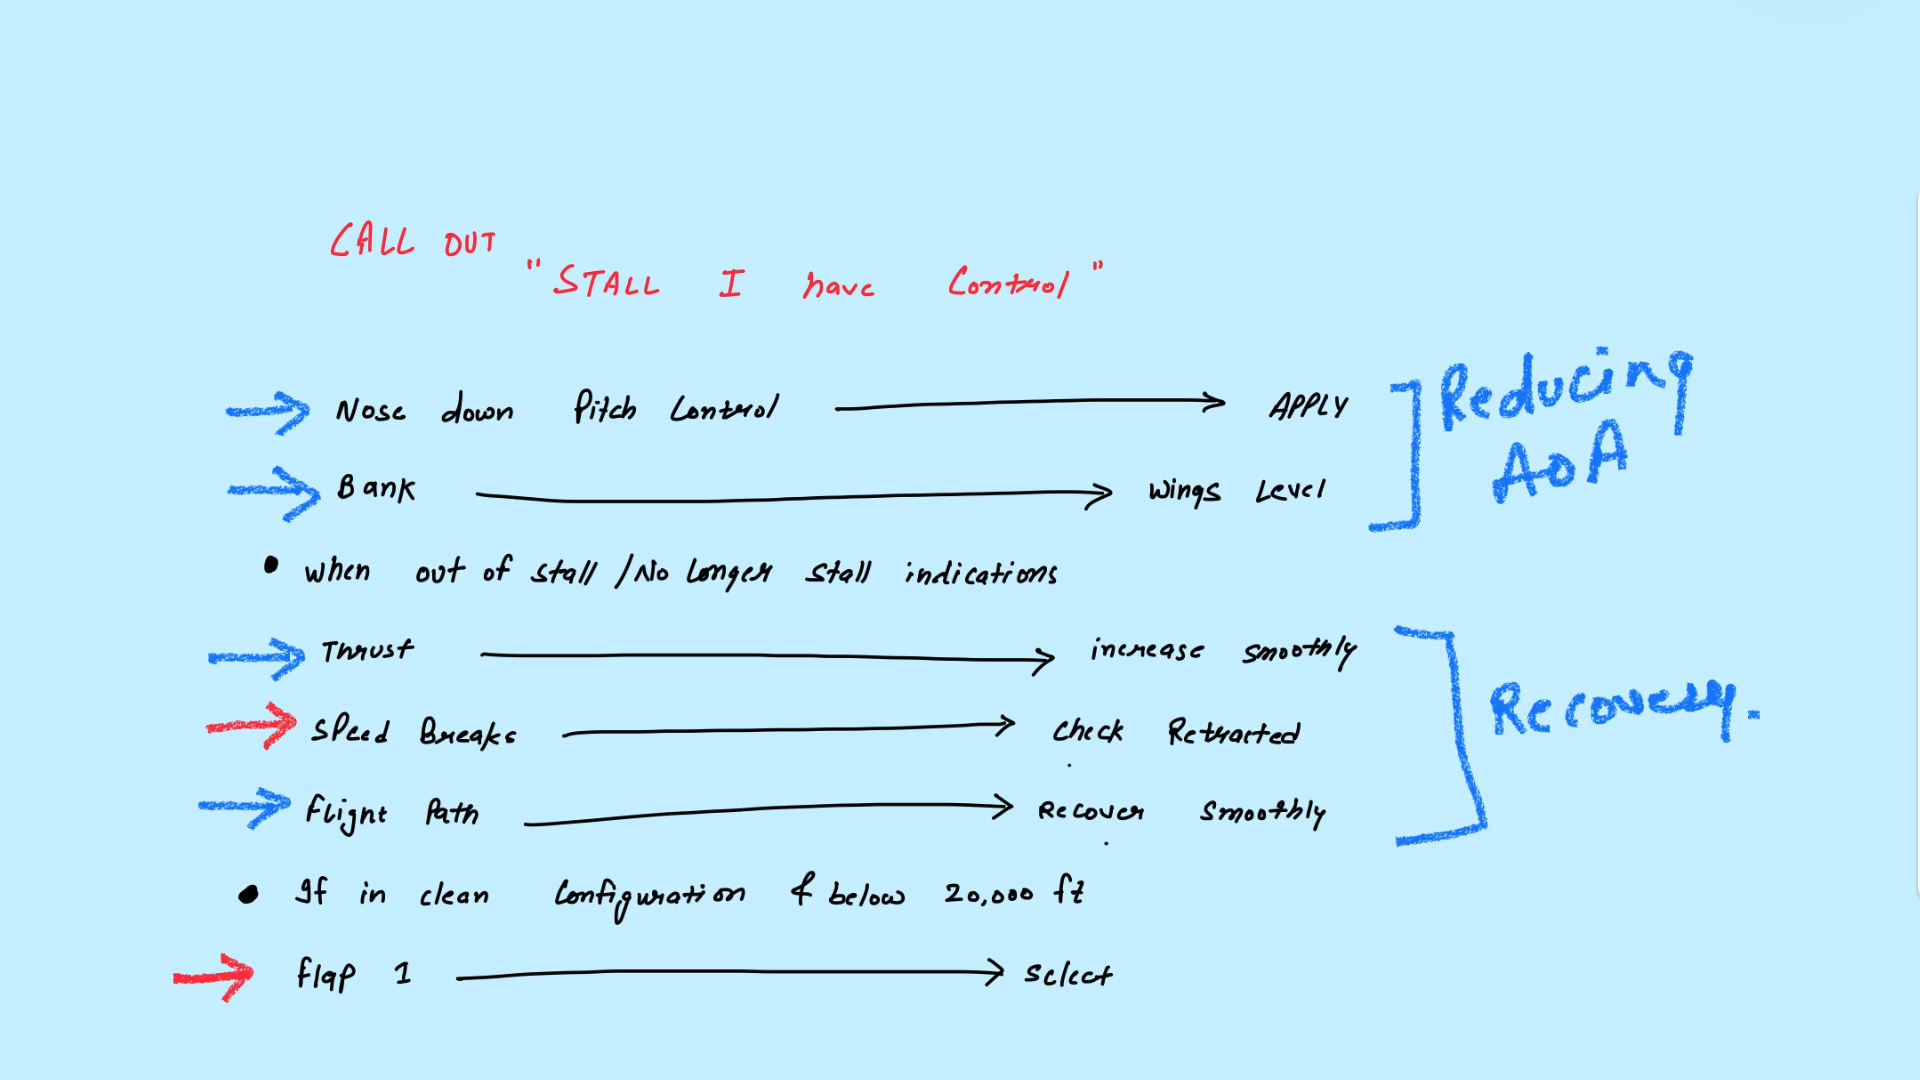 CALL OUT
"STALL I have Control"
Nose down Pitch Control → APPLY
Bank → Wings Level
• When out of stall / No Longer stall indications
Thrust → increase smoothly
Speed Breaks → Check Retracted
Flight Path → Recover smoothly
• If in clean Configuration & below 20,000 ft
Flap 1 → Select
Reducing
AOA
Recovery.